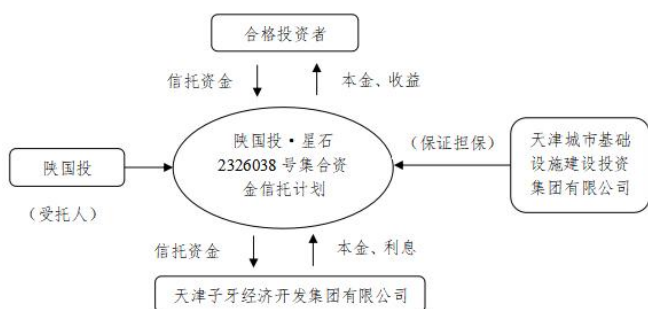 合格投资者
信托资金
本金、收益
陕国投•星石
2326038 号集合资
金信托计划
陕国投
（受托人）
（保证担保）
天津城市基础
设施建设投资
集团有限公司
信托资金
本金、利息
天津子牙经济开发集团有限公司